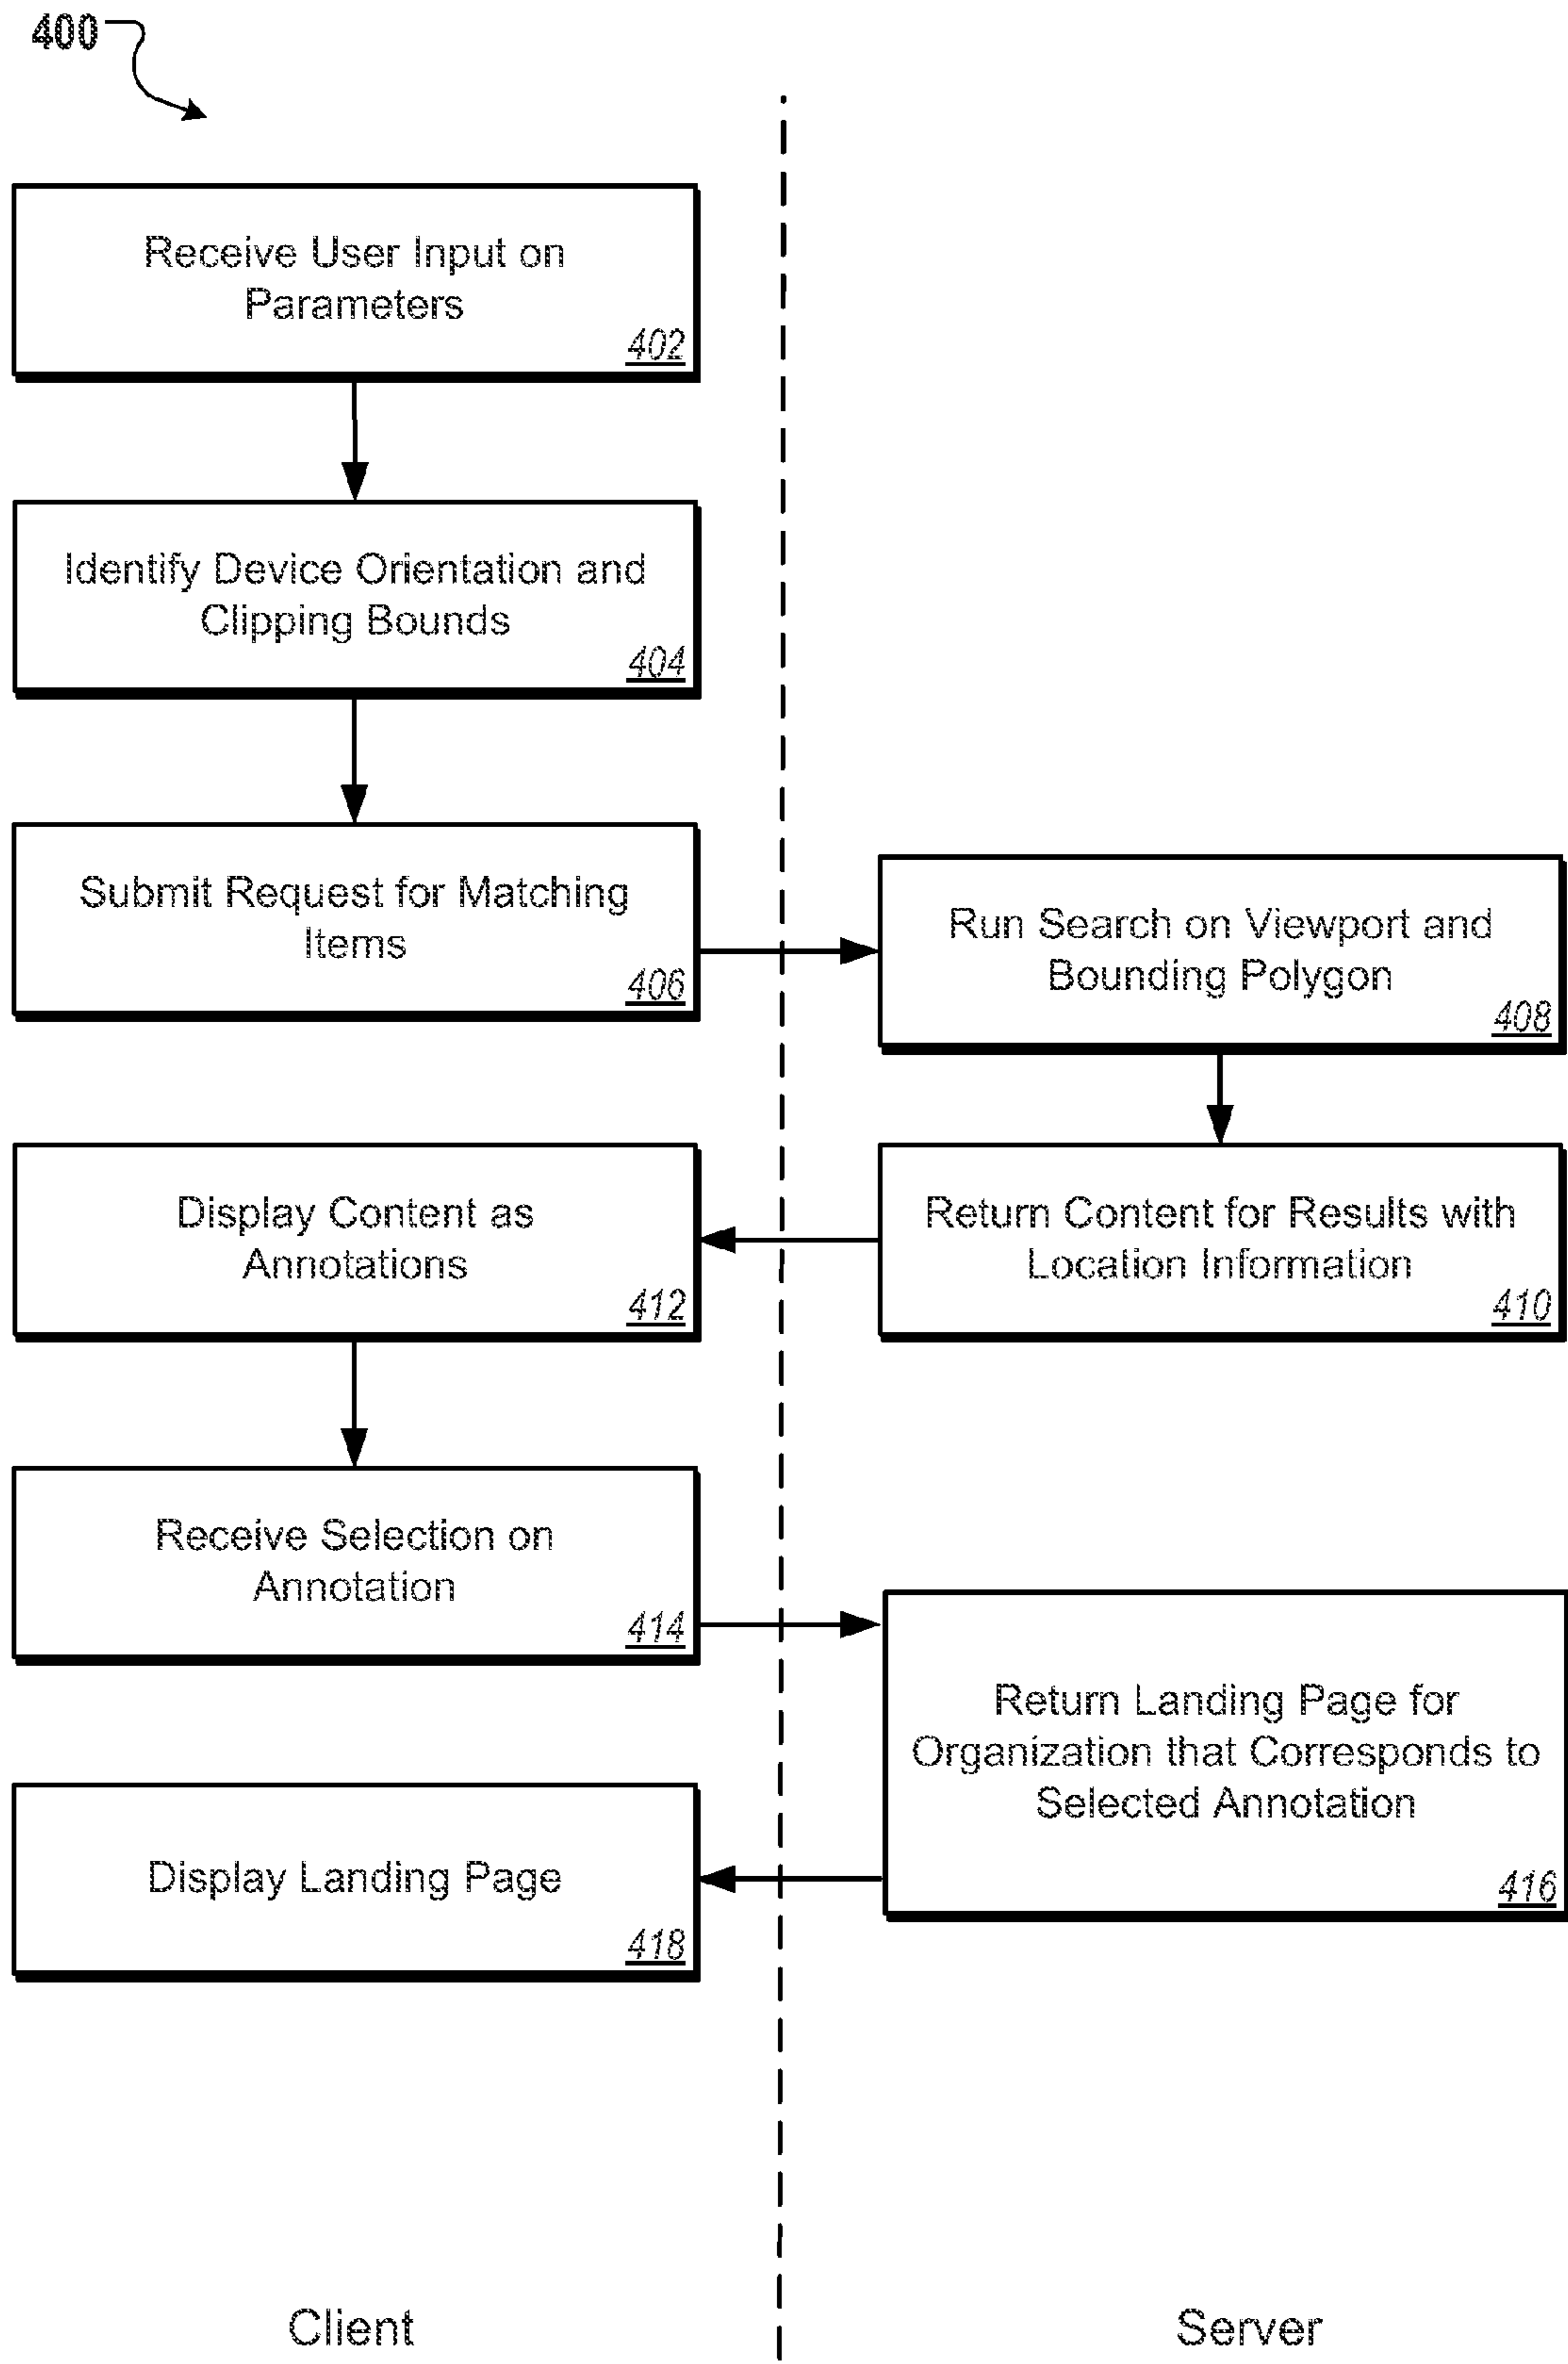 400
Receive User Input on
Parameters
402
Identify Device Orientation and
Clipping Bounds
404
Submit Request for Matching
Items
406
Run Search on Viewport and
Bounding Polygon
408
Return Content for Results with
Location Information
410
Display Content as
Annotations
412
Receive Selection on
Annotation
414
Return Landing Page for
Organization that Corresponds to
Selected Annotation
416
Display Landing Page
418
Client
Server